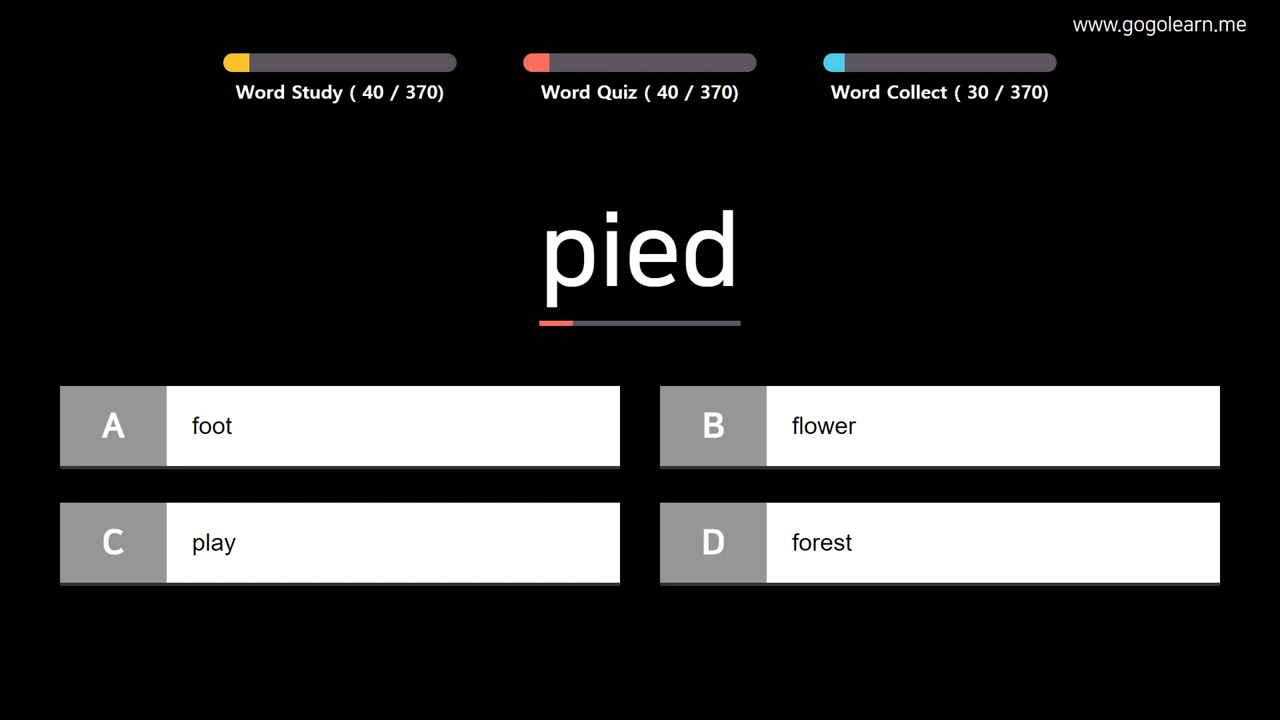 www.gogolearn.me
Word Study ( 40 / 370)
Word Quiz ( 40 / 370)
Word Collect ( 30 / 370)
pied
A foot
B flower
C play
D forest